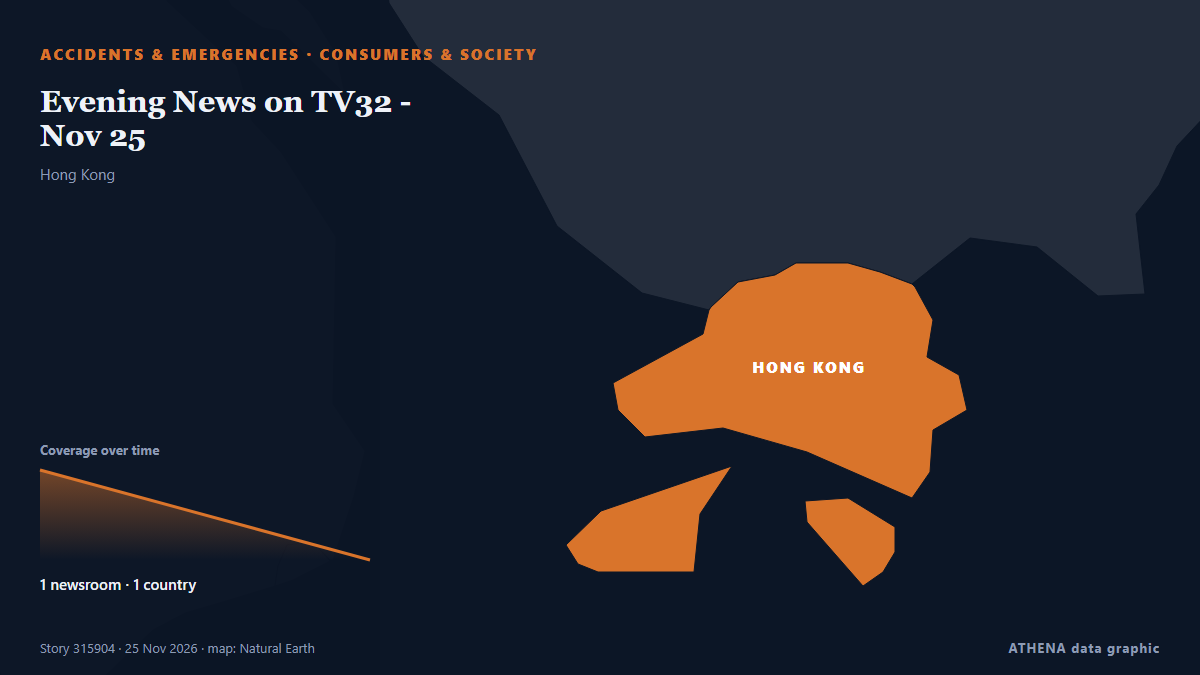 ACCIDENTS & EMERGENCIES · CONSUMERS & SOCIETY
Evening News on TV32 -
Nov 25
Hong Kong
HONG KONG
Coverage over time
1 newsroom · 1 country
Story 315904 · 25 Nov 2026 · map: Natural Earth
ATHENA data graphic